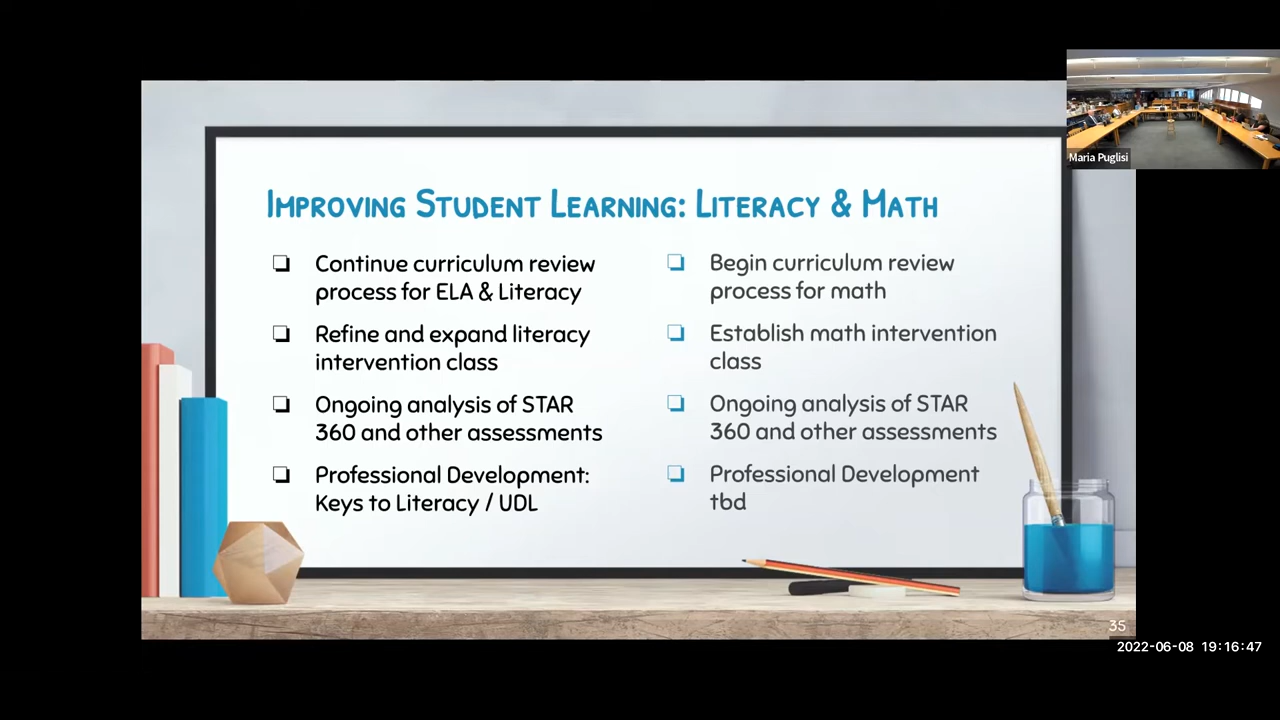 Maria Puglisi
Improving Student Learning: Literacy & Math
Continue curriculum review
process for ELA & Literacy
Refine and expand literacy
intervention class
Ongoing analysis of STAR
360 and other assessments
Professional Development:
Keys to Literacy / UDL
Begin curriculum review
process for math
Establish math intervention
class
Ongoing analysis of STAR
360 and other assessments
Professional Development
tbd
35
2022-06-08 19:16:47